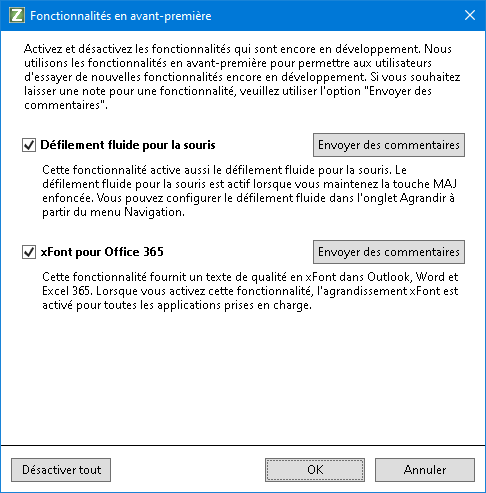 Z Fonctionnalités en avant-première
Activez et désactivez les fonctionnalités qui sont encore en développement. Nous
utilisons les fonctionnalités en avant-première pour permettre aux utilisateurs
d'essayer de nouvelles fonctionnalités encore en développement. Si vous souhaitez
laisser une note pour une fonctionnalité, veuillez utiliser l'option "Envoyer des
commentaires".
Défilement fluide pour la souris
Envoyer des commentaires
Cette fonctionnalité active aussi le défilement fluide pour la souris. Le
défilement fluide pour la souris est actif lorsque vous maintenez la touche MAJ
enfoncée. Vous pouvez configurer le défilement fluide dans l'onglet Agrandir à
partir du menu Navigation.
xFont pour Office 365
Envoyer des commentaires
Cette fonctionnalité fournit un texte de qualité en xFont dans Outlook, Word et
Excel 365. Lorsque vous activez cette fonctionnalité, l'agrandissement xFont est
activé pour toutes les applications prises en charge.
Désactiver tout
OK
Annuler